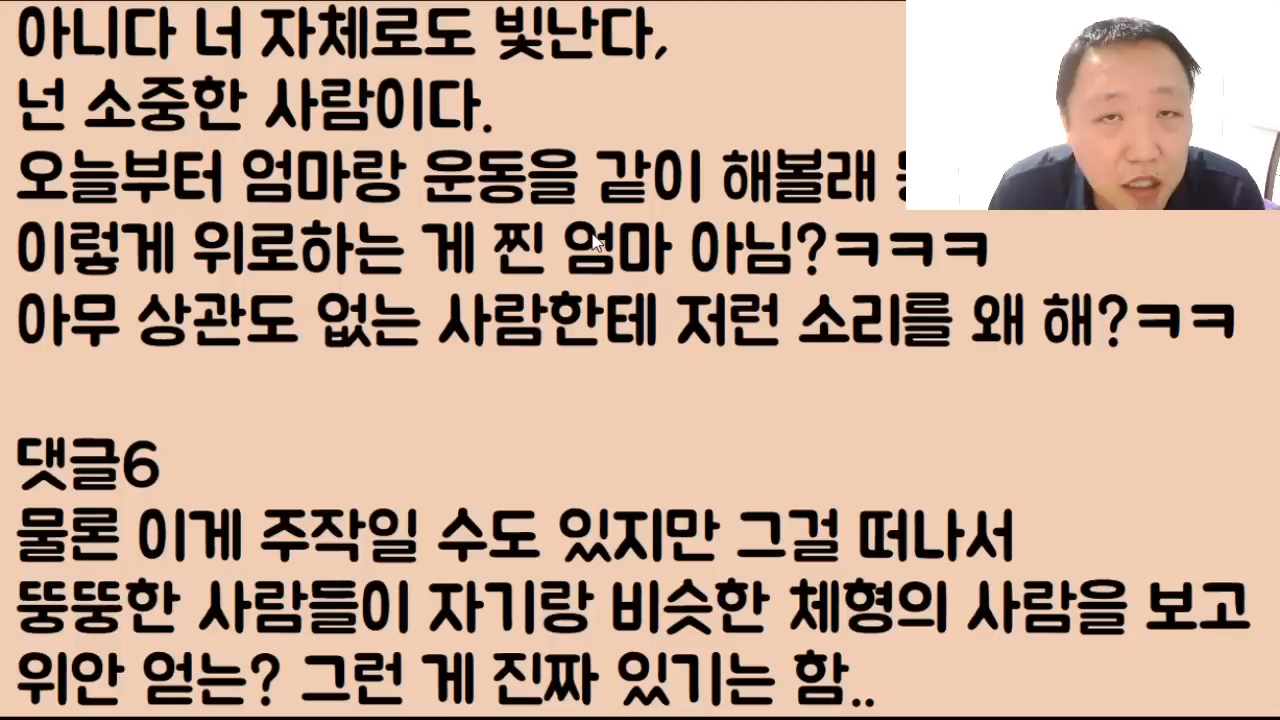 아니다 너 자체로도 빛난다,
넌 소중한 사람이다.
오늘부터 엄마랑 운동을 같이 해볼래
이렇게 위로하는 게 찐 엄마 아님?ㅋㅋㅋ
아무 상관도 없는 사람한테 저런 소리를 왜 해?ㅋㅋ
댓글6
물론 이게 주작일 수도 있지만 그걸 떠나서
뚱뚱한 사람들이 자기랑 비슷한 체형의 사람을 보고
위안 얻는? 그런 게 진짜 있기는 함..